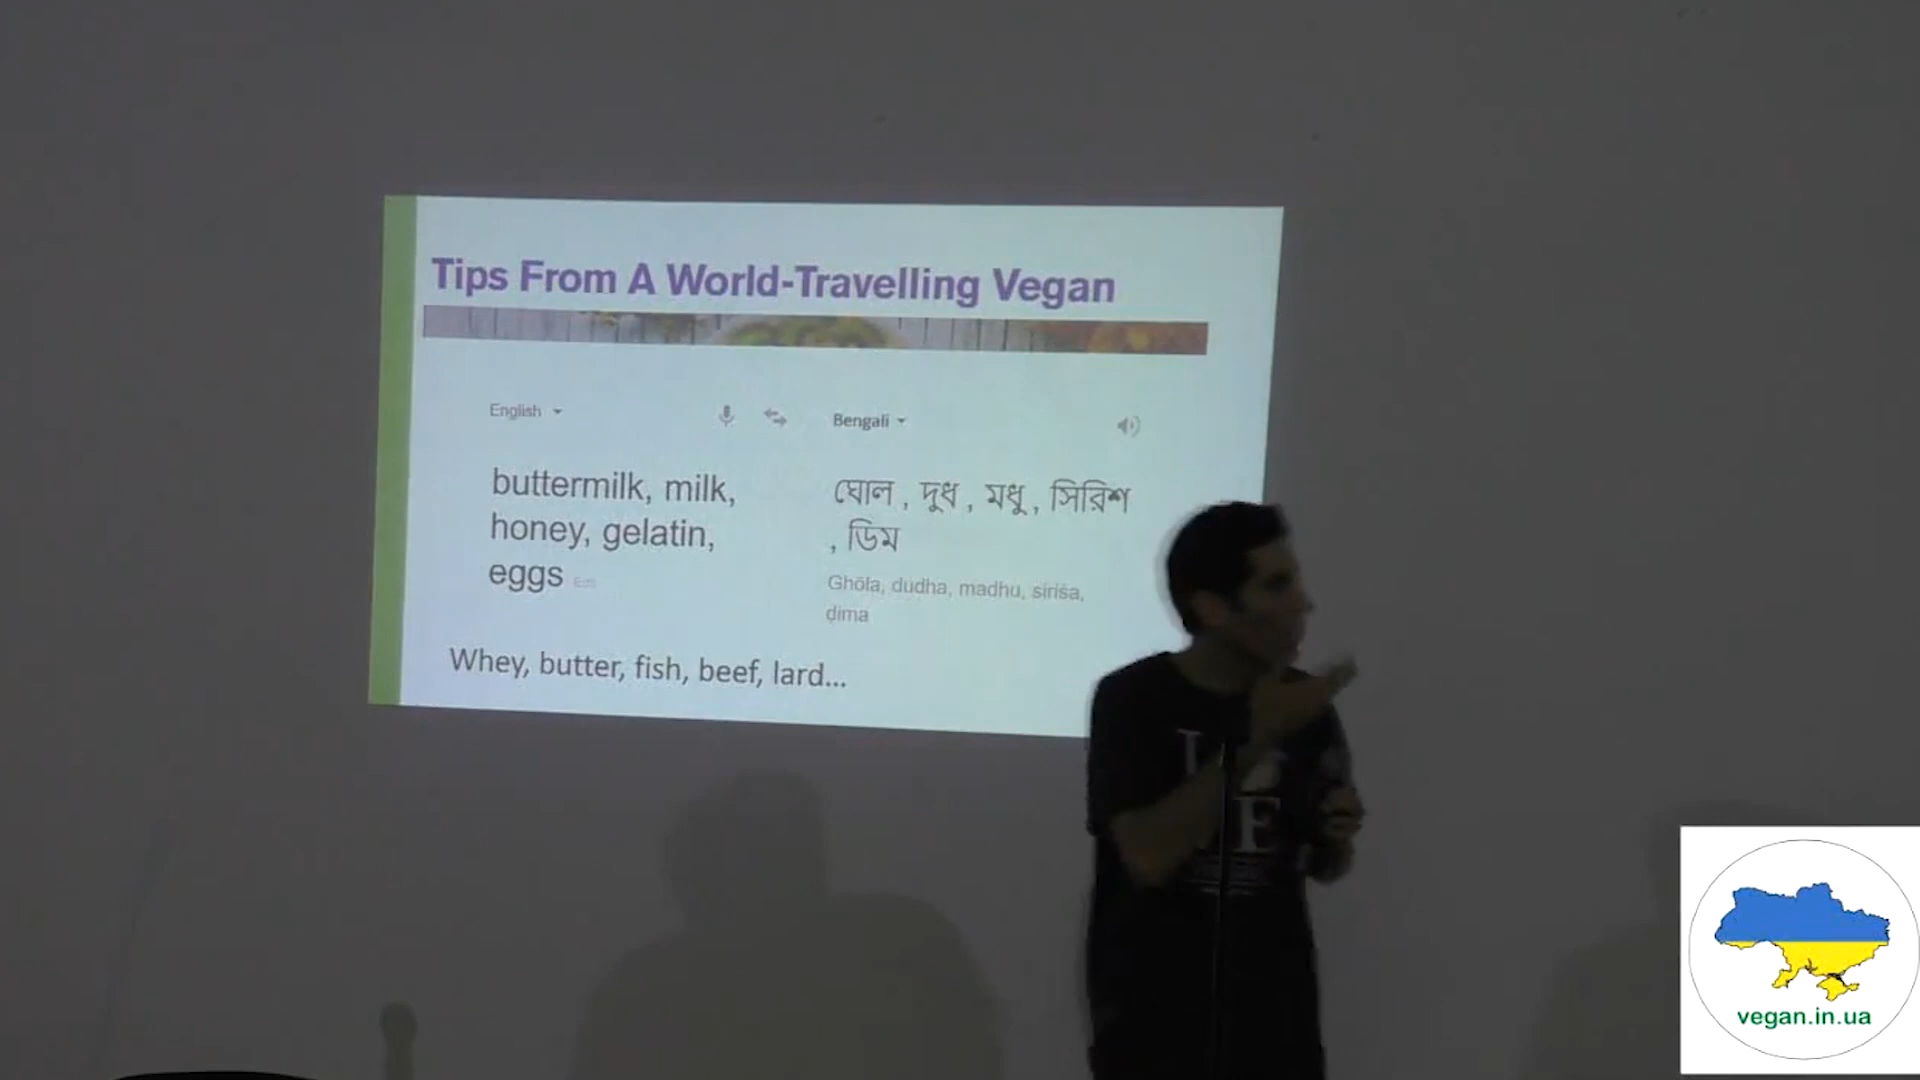 Tips From A World-Travelling Vegan
English
Bengali
buttermilk, milk,
honey, gelatin,
eggs
ঘোল , দুধ , মধু , সিরিশ
, ডিম
Ghōla, dudha, madhu, siriśa,
ḍima
Whey, butter, fish, beef, lard...
vegan.in.ua